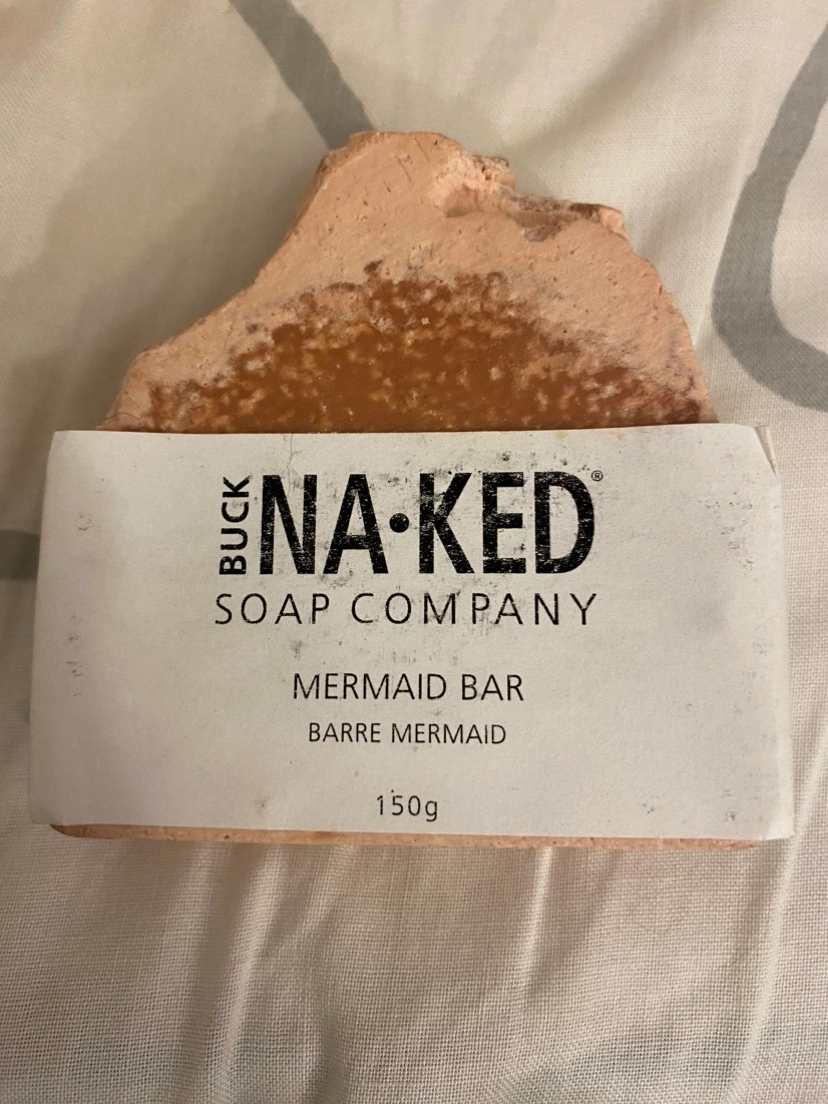 BUCK
NA•KED®
SOAP COMPANY
MERMAID BAR
BARRE MERMAID
150g